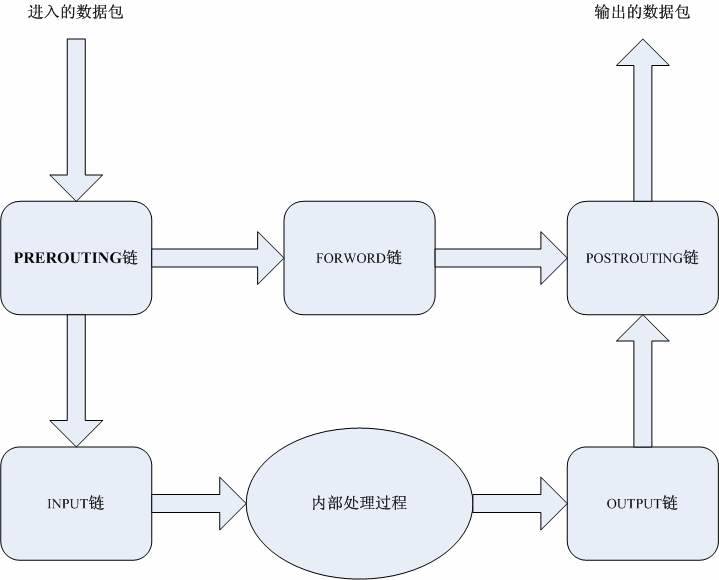 进入的数据包
输出的数据包
PREROUTING链
FORWORD链
POSTROUTING链
INPUT链
内部处理过程
OUTPUT链